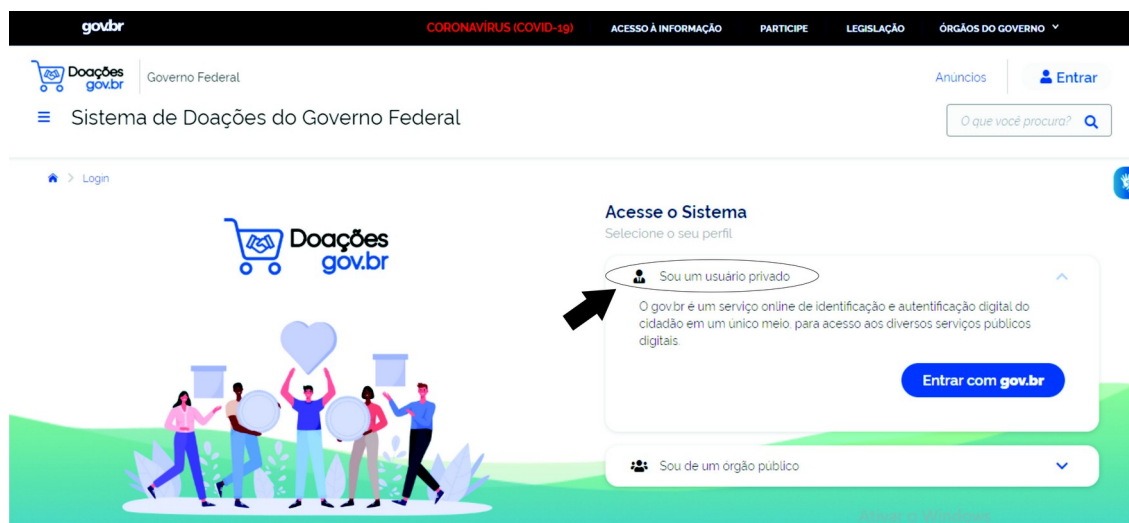 gov.br CORONAVÍRUS (COVID-19) ACESSO À INFORMAÇÃO PARTICIPE LEGISLAÇÃO ÓRGÃOS DO GOVERNO
Doações
gov.br
Governo Federal
Anúncios
Entrar
Sistema de Doações do Governo Federal
O que você procura?
Login
Doações
gov.br
Acesse o Sistema
Selecione o seu perfil
Sou um usuário privado
O gov.br é um serviço online de identificação e autentificação digital do
cidadão em um único meio, para acesso aos diversos serviços públicos
digitais.
Entrar com gov.br
Sou de um órgão público